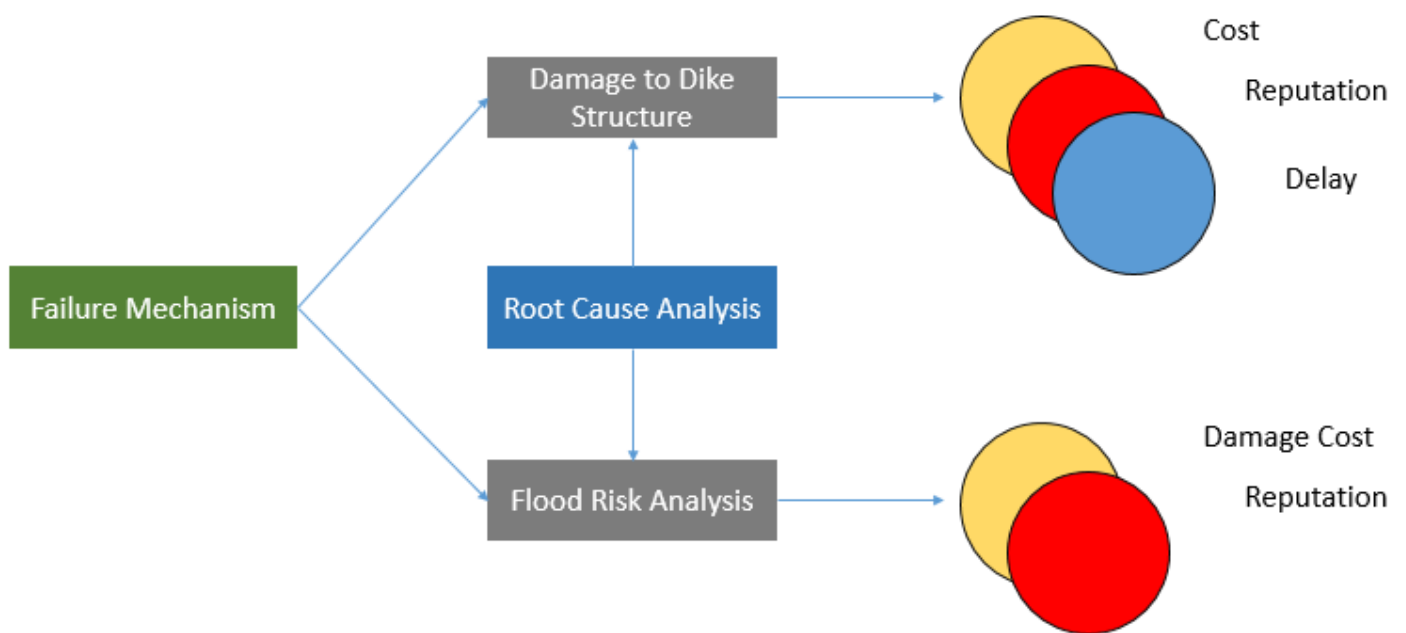 Cost
Damage to Dike
Structure
Reputation
Delay
Failure Mechanism
Root Cause Analysis
Damage Cost
Flood Risk Analysis
Reputation